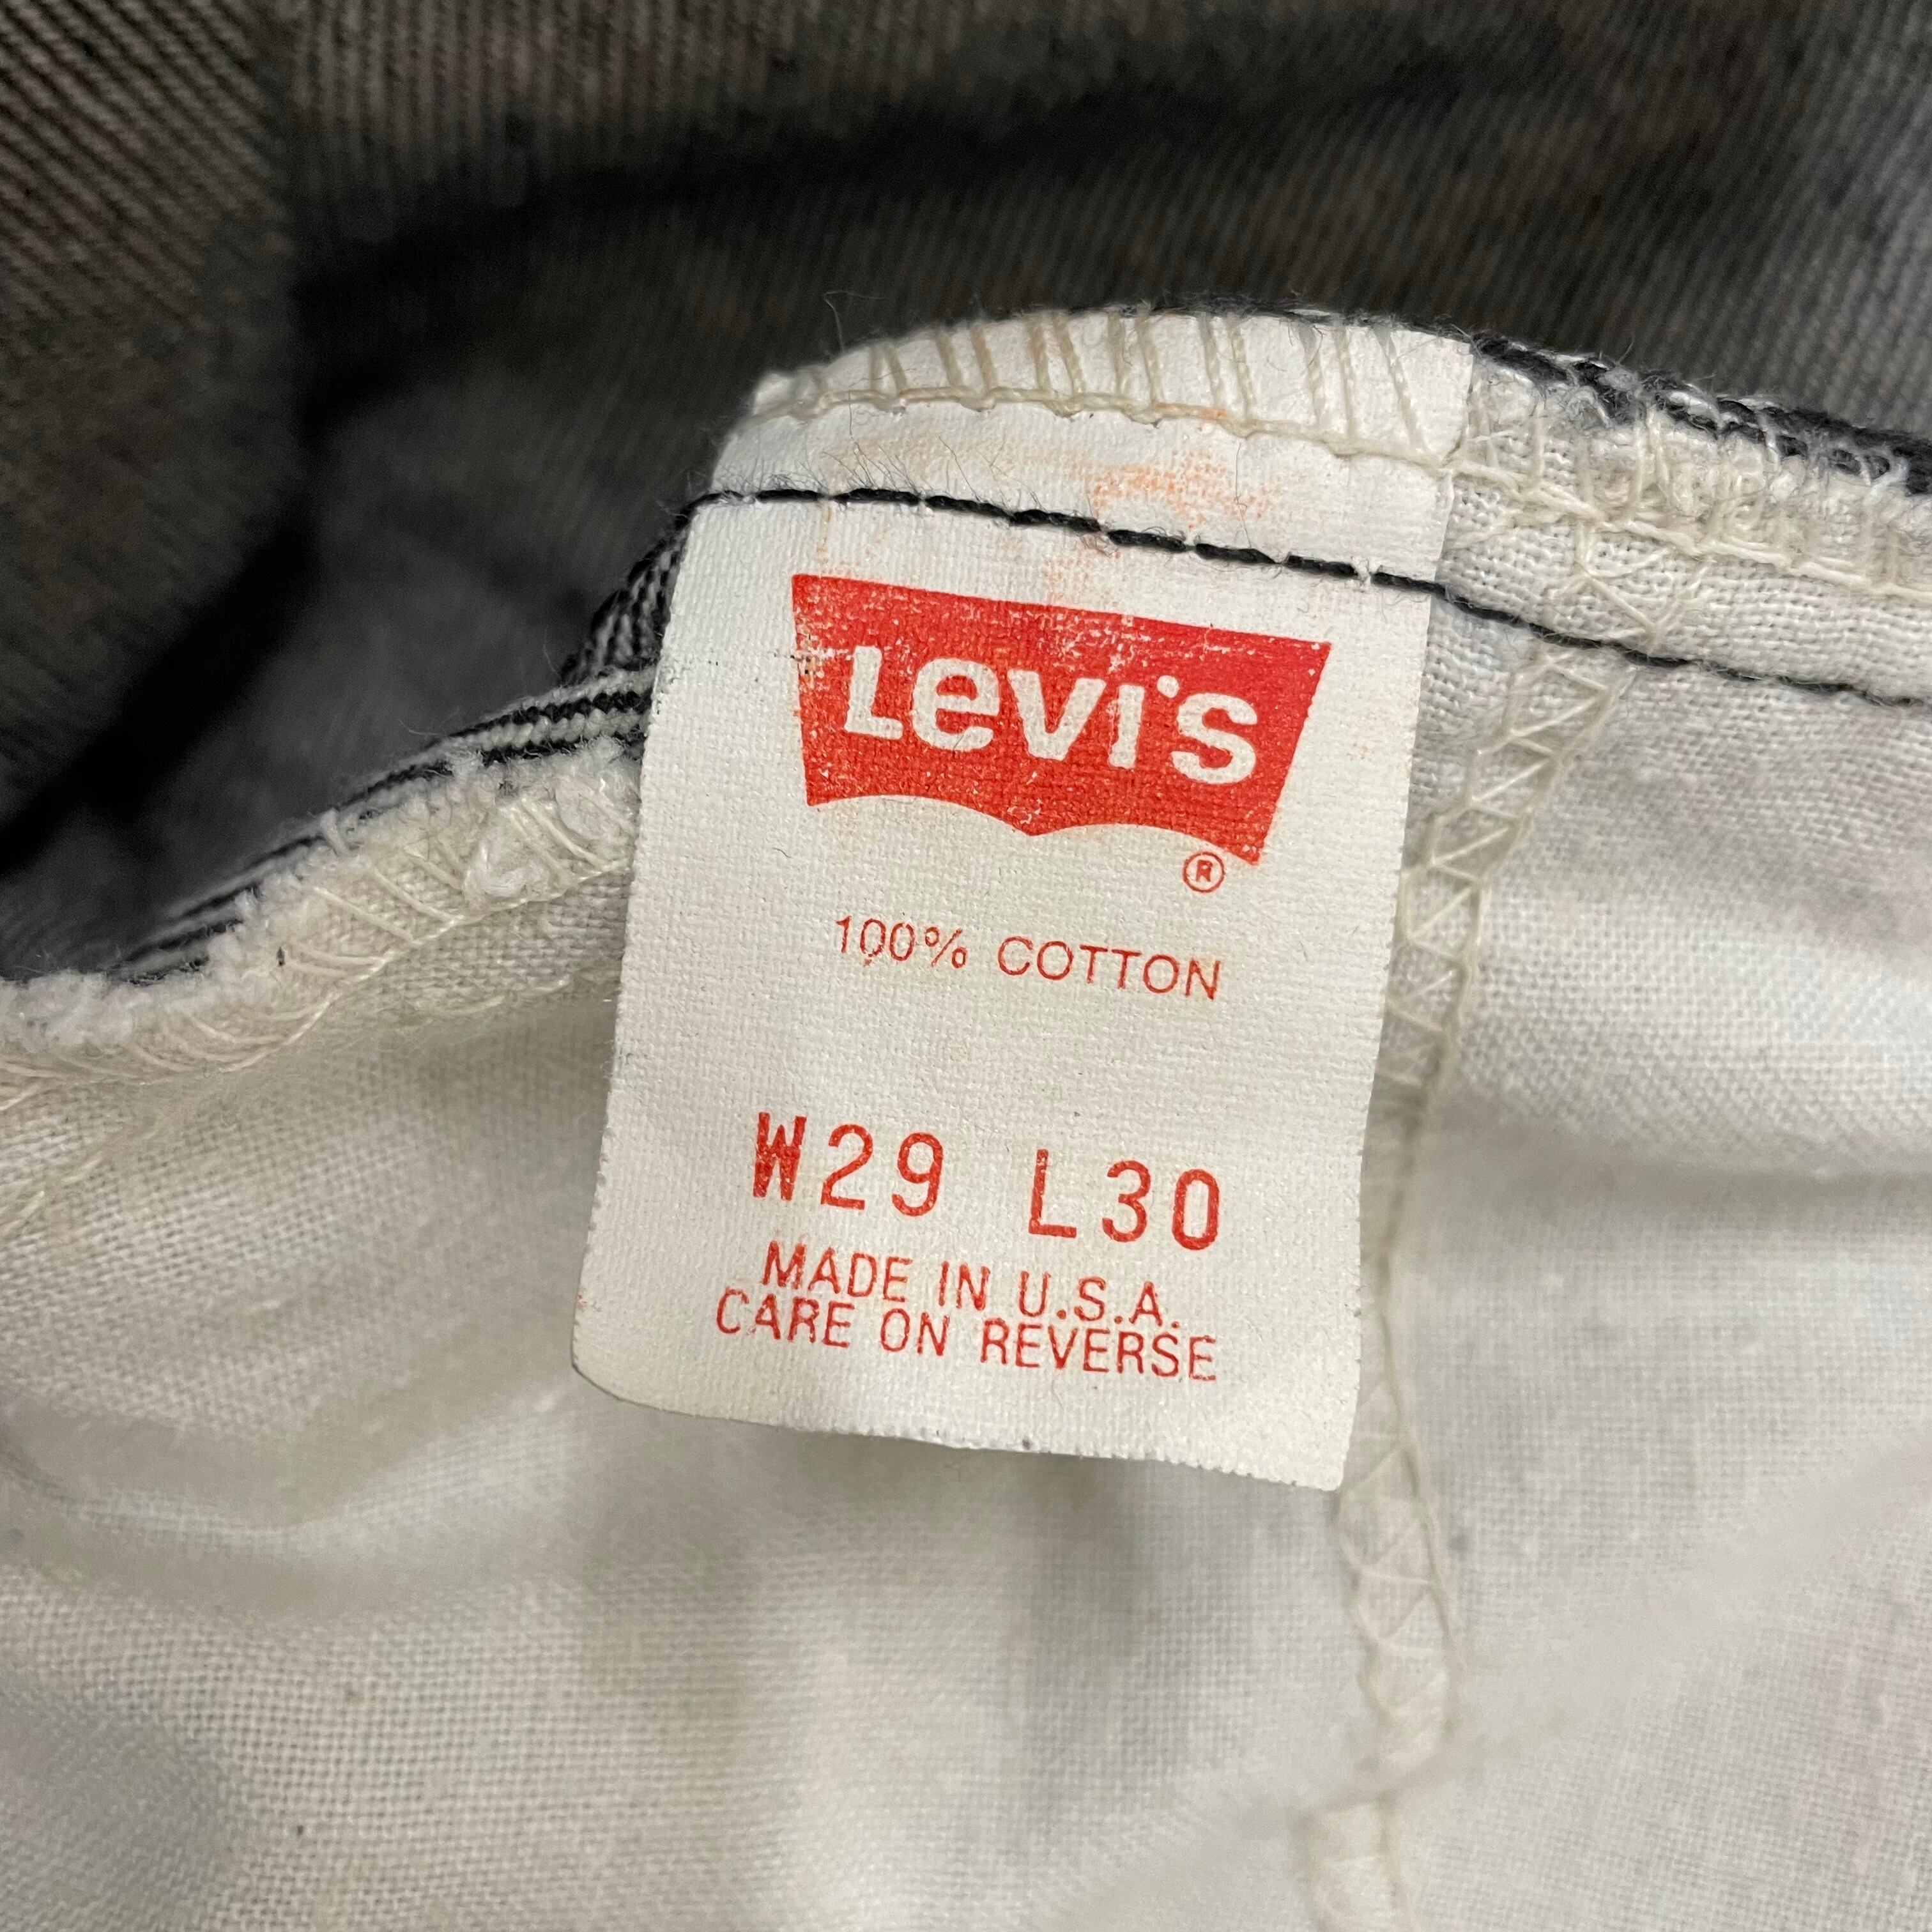 LEVI'S
®
100% COTTON
W29 L30
MADE IN U.S.A.
CARE ON REVERSE